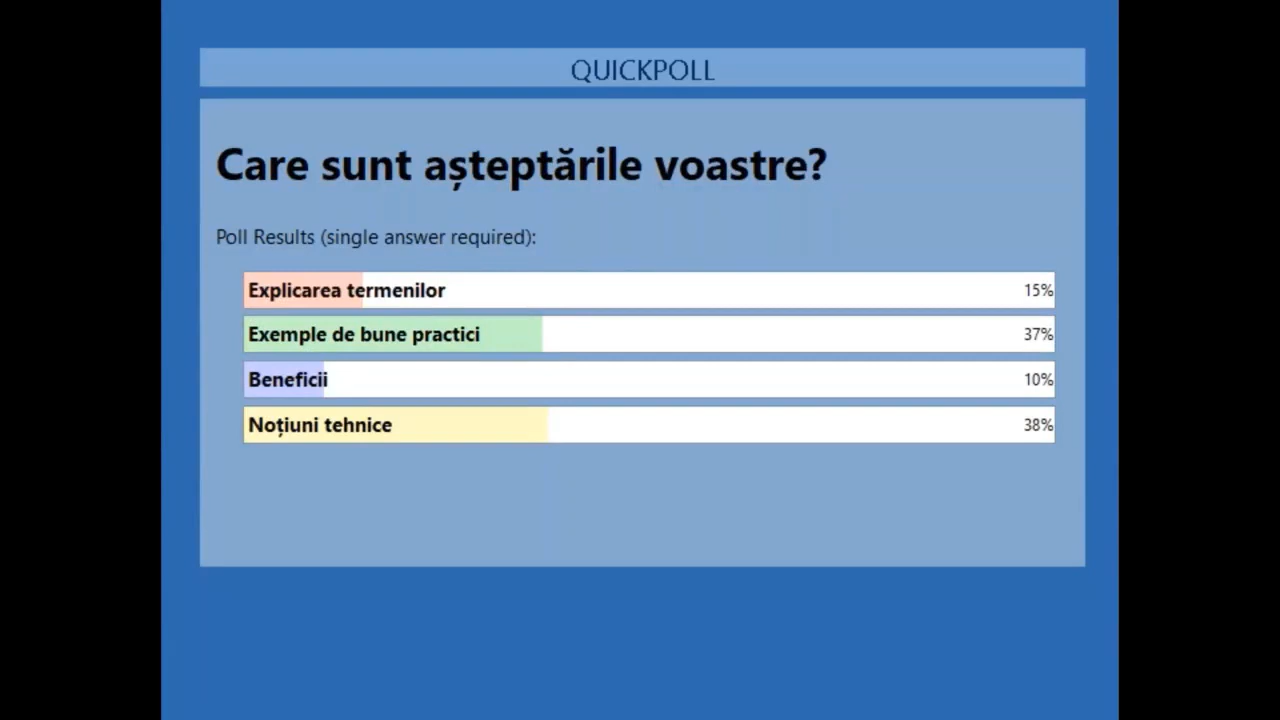 QUICKPOLL
Care sunt așteptările voastre?
Poll Results (single answer required):
Explicarea termenilor 15%
Exemple de bune practici 37%
Beneficii 10%
Noțiuni tehnice 38%